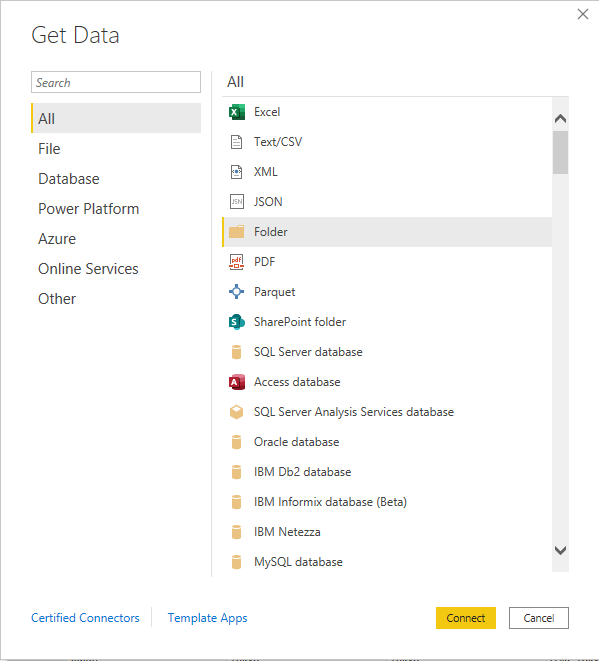 Get Data
Search
All
File
Database
Power Platform
Azure
Online Services
Other
All
Excel
Text/CSV
XML
JSON
Folder
PDF
Parquet
SharePoint folder
SQL Server database
Access database
SQL Server Analysis Services database
Oracle database
IBM Db2 database
IBM Informix database (Beta)
IBM Netezza
MySQL database
Certified Connectors
Template Apps
Connect
Cancel